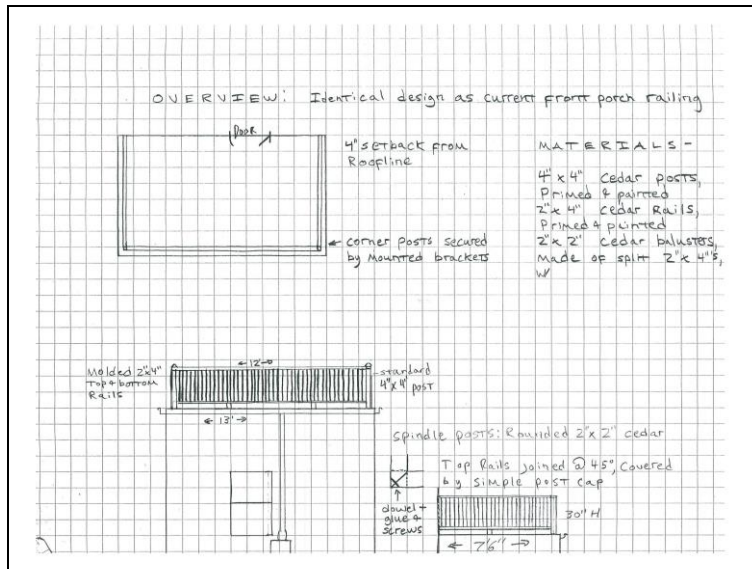 OVERVIEW: Identical design as current front porch railing
DOOR
4" setback from
Roofline
← corner posts secured
by mounted brackets
MATERIALS -
4" x 4" cedar posts,
Primed & painted
2" x 4" cedar Rails,
Primed & painted
2" x 2" cedar balusters,
made of split 2" x 4"s,
w/
Molded 2"x4"
Top & bottom
Rails
← 12' →
← 13' →
standard
4"x4" post
spindle posts: Rounded 2"x 2" cedar
Top Rails joined @ 45°, covered
by simple post cap
dowel +
glue &
screws
30" H
← 7'6" →